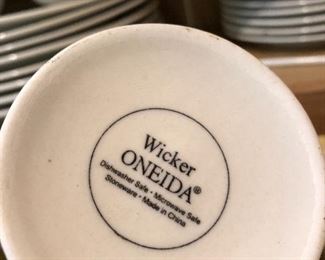 Wicker
ONEIDA®
Dishwasher Safe - Microwave Safe
Stoneware - Made in China